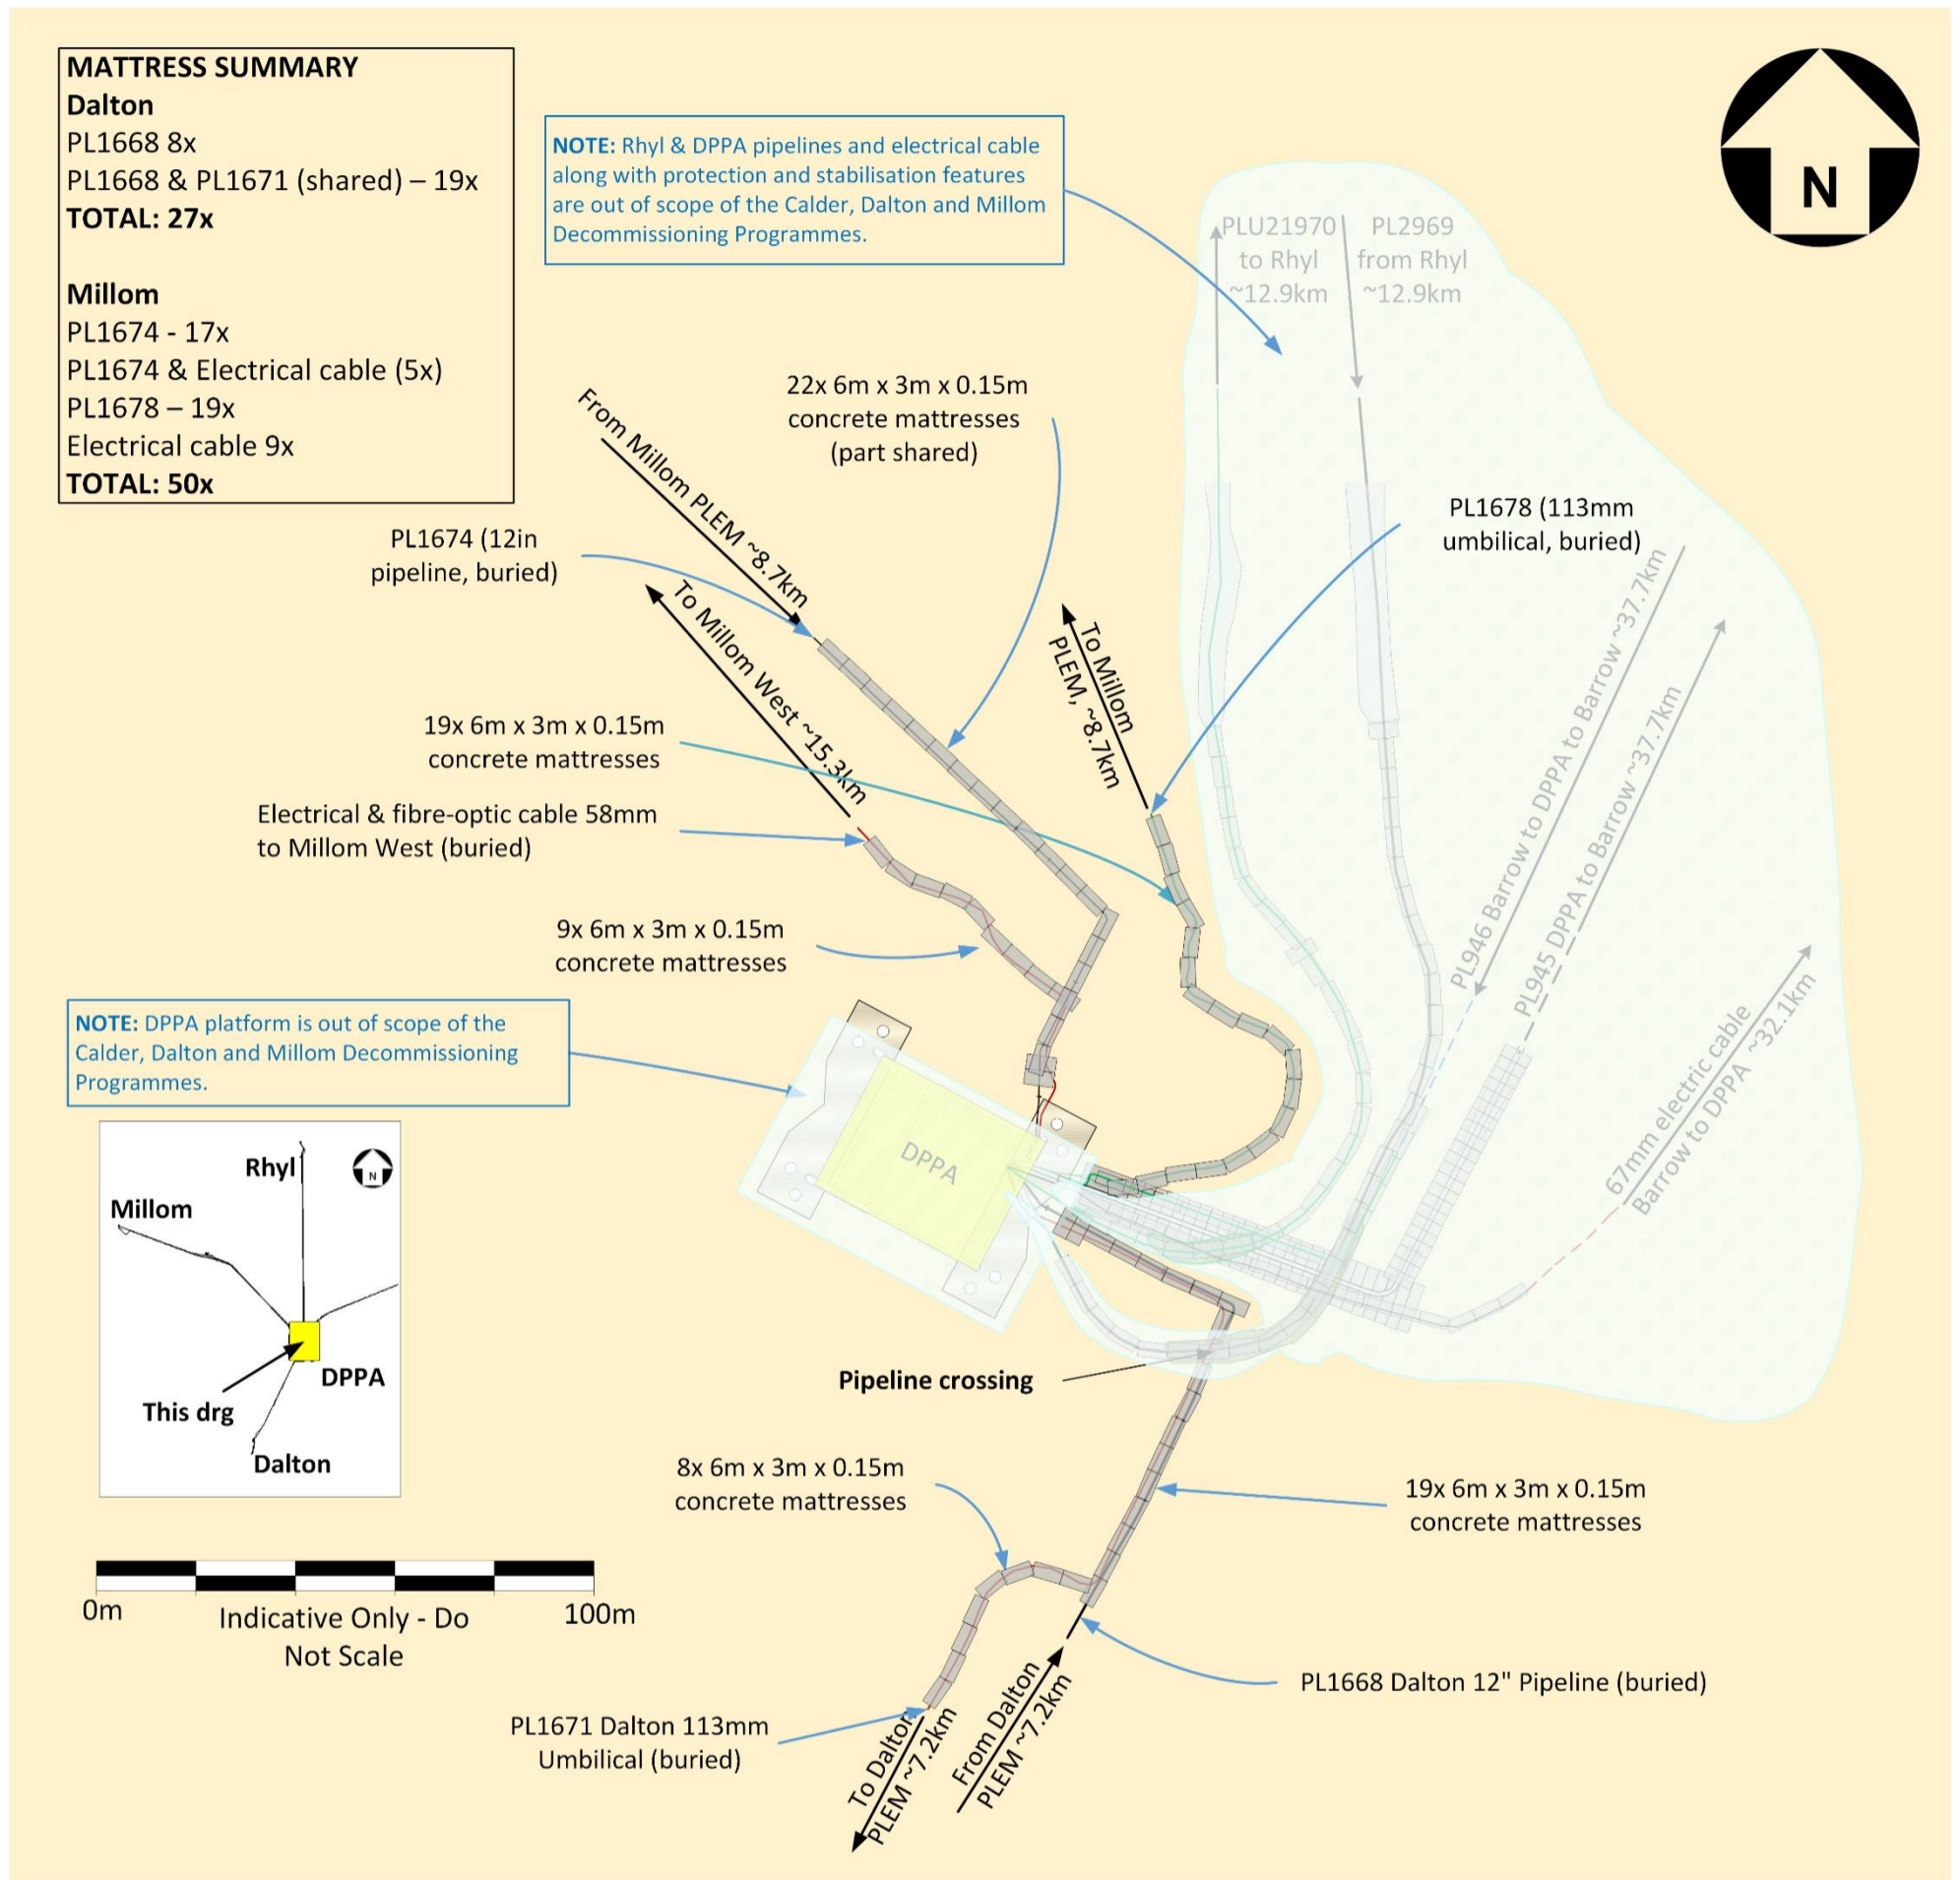 MATTRESS SUMMARY
Dalton
PL1668 8x
PL1668 & PL1671 (shared) – 19x
TOTAL: 27x
Millom
PL1674 - 17x
PL1674 & Electrical cable (5x)
PL1678 – 19x
Electrical cable 9x
TOTAL: 50x
NOTE: Rhyl & DPPA pipelines and electrical cable
along with protection and stabilisation features
are out of scope of the Calder, Dalton and Millom
Decommissioning Programmes.
N
PLU21970
to Rhyl
~12.9km
PL2969
from Rhyl
~12.9km
22x 6m x 3m x 0.15m
concrete mattresses
(part shared)
From Millom PLEM ~8.7km
PL1678 (113mm
umbilical, buried)
PL1674 (12in
pipeline, buried)
To Millom West ~15.3km
To Millom
PLEM, ~8.7km
19x 6m x 3m x 0.15m
concrete mattresses
Electrical & fibre-optic cable 58mm
to Millom West (buried)
PL946 Barrow to DPPA to Barrow ~37.7km
PL945 DPPA to Barrow ~37.7km
9x 6m x 3m x 0.15m
concrete mattresses
67mm electric cable
Barrow to DPPA ~32.1km
NOTE: DPPA platform is out of scope of the
Calder, Dalton and Millom Decommissioning
Programmes.
DPPA
Rhyl
N
Millom
DPPA
This drg
Dalton
Pipeline crossing
8x 6m x 3m x 0.15m
concrete mattresses
19x 6m x 3m x 0.15m
concrete mattresses
0m
100m
Indicative Only - Do
Not Scale
PL1668 Dalton 12" Pipeline (buried)
PL1671 Dalton 113mm
Umbilical (buried)
To Dalton
PLEM ~7.2km
From Dalton
PLEM ~7.2km